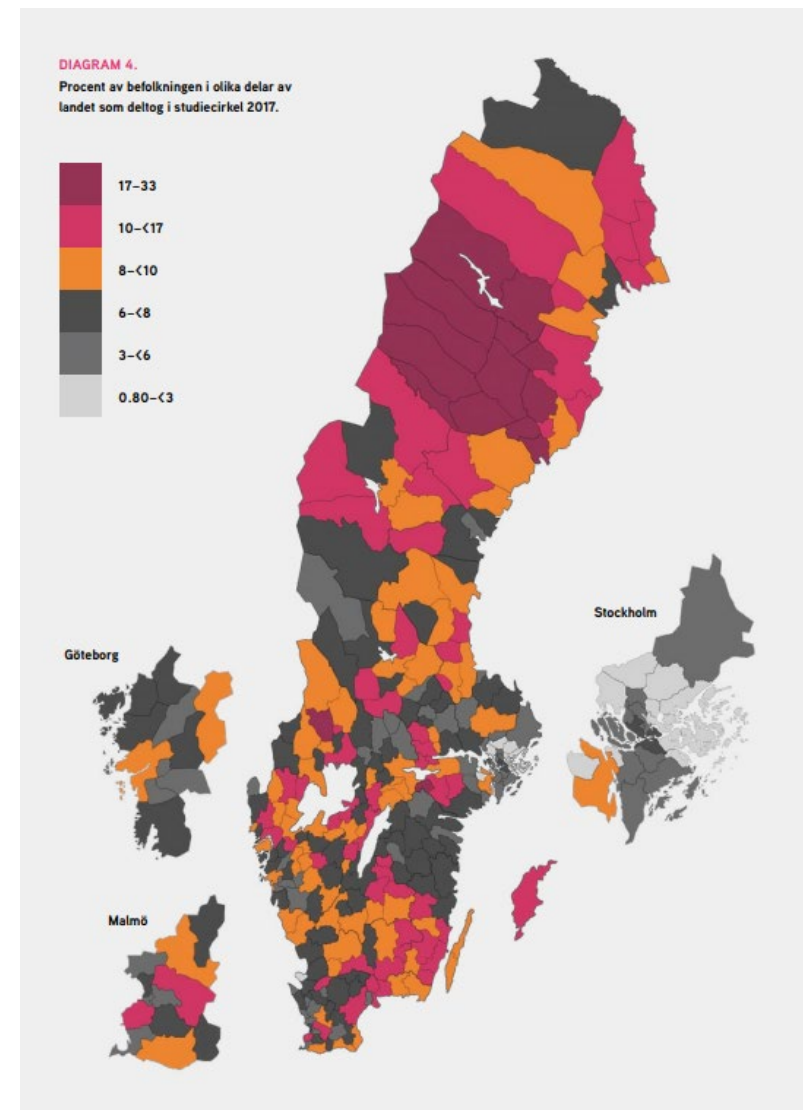 DIAGRAM 4.
Procent av befolkningen i olika delar av
landet som deltog i studiecirkel 2017.
17–33
10–<17
8–<10
6–<8
3–<6
0.80–<3
Stockholm
Göteborg
Malmö